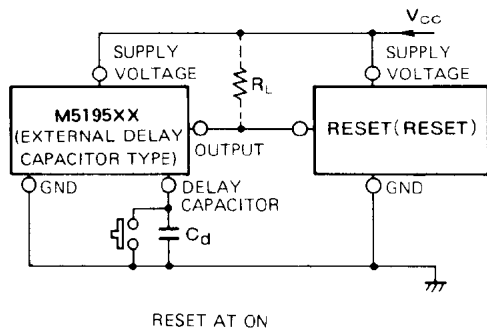 VCC
SUPPLY
VOLTAGE
SUPPLY
VOLTAGE
RL
M5195XX
(EXTERNAL DELAY
CAPACITOR TYPE)
OUTPUT
RESET(RESET)
GND
DELAY
CAPACITOR
GND
Cd
RESET AT ON